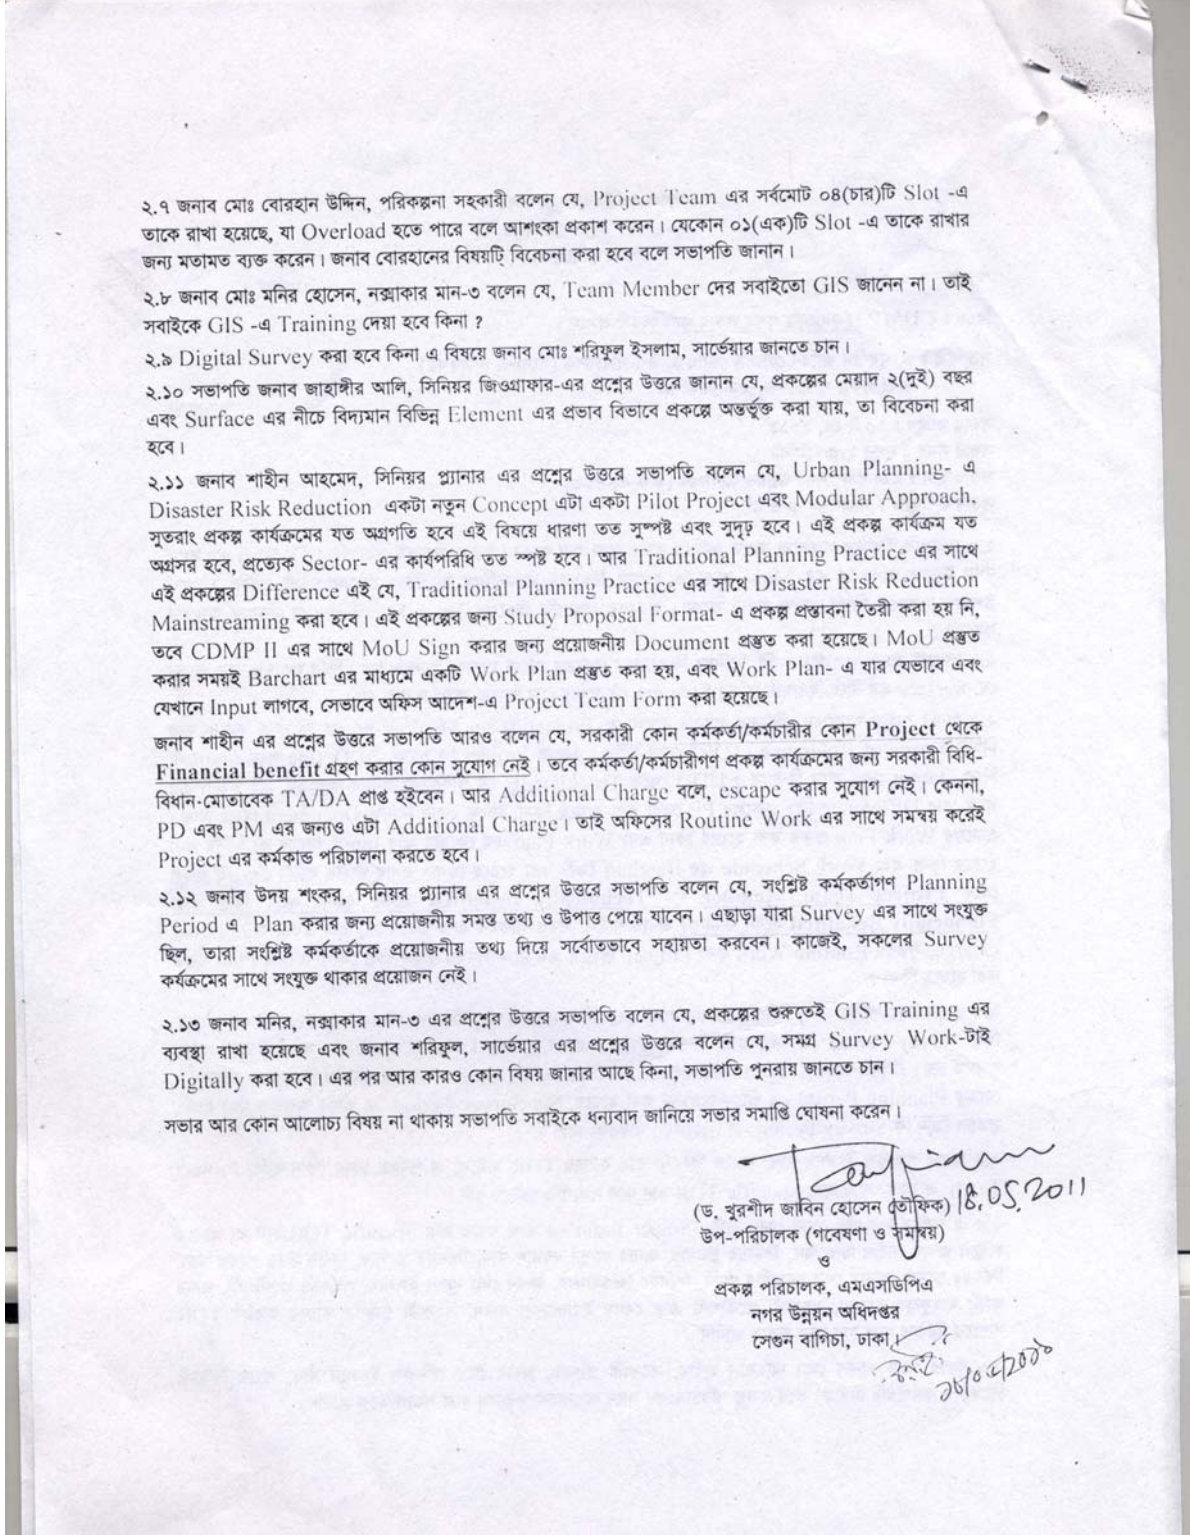 ২.৭ জনাব মোঃ বোরহান উদ্দিন, পরিকল্পনা সহকারী বলেন যে, Project Team এর সর্বমোট ০৪(চার)টি Slot -এ
তাকে রাখা হয়েছে, যা Overload হতে পারে বলে আশংকা প্রকাশ করেন। যেকোন ০১(এক)টি Slot -এ তাকে রাখার
জন্য মতামত ব্যক্ত করেন। জনাব বোরহানের বিষয়টি বিবেচনা করা হবে বলে সভাপতি জানান।
২.৮ জনাব মোঃ মনির হোসেন, নক্সাকার মান-৩ বলেন যে, Team Member দের সবাইতো GIS জানেন না। তাই
সবাইকে GIS -এ Training দেয়া হবে কিনা ?
২.৯ Digital Survey করা হবে কিনা এ বিষয়ে জনাব মোঃ শরিফুল ইসলাম, সার্ভেয়ার জানতে চান।
২.১০ সভাপতি জনাব জাহাঙ্গীর আলি, সিনিয়র জিওগ্রাফার-এর প্রশ্নের উত্তরে জানান যে, প্রকল্পের মেয়াদ ২(দুই) বছর
এবং Surface এর নীচে বিদ্যমান বিভিন্ন Element এর প্রভাব বিভাবে প্রকল্পে অন্তর্ভুক্ত করা যায়, তা বিবেচনা করা
হবে।
২.১১ জনাব শাহীন আহমেদ, সিনিয়র প্ল্যানার এর প্রশ্নের উত্তরে সভাপতি বলেন যে, Urban Planning- এ
Disaster Risk Reduction একটা নতুন Concept এটা একটা Pilot Project এবং Modular Approach,
সুতরাং প্রকল্প কার্যক্রমের যত অগ্রগতি হবে এই বিষয়ে ধারণা তত সুস্পষ্ট এবং সুদৃঢ় হবে। এই প্রকল্প কার্যক্রম যত
অগ্রসর হবে, প্রত্যেক Sector- এর কার্যপরিধি তত স্পষ্ট হবে। আর Traditional Planning Practice এর সাথে
এই প্রকল্পের Difference এই যে, Traditional Planning Practice এর সাথে Disaster Risk Reduction
Mainstreaming করা হবে। এই প্রকল্পের জন্য Study Proposal Format- এ প্রকল্প প্রস্তাবনা তৈরী করা হয় নি,
তবে CDMP II এর সাথে MoU Sign করার জন্য প্রয়োজনীয় Document প্রস্তুত করা হয়েছে। MoU প্রস্তুত
করার সময়ই Barchart এর মাধ্যমে একটি Work Plan প্রস্তুত করা হয়, এবং Work Plan- এ যার যেভাবে এবং
যেখানে Input লাগবে, সেভাবে অফিস আদেশ-এ Project Team Form করা হয়েছে।
জনাব শাহীন এর প্রশ্নের উত্তরে সভাপতি আরও বলেন যে, সরকারী কোন কর্মকর্তা/কর্মচারীর কোন Project থেকে
Financial benefit গ্রহণ করার কোন সুযোগ নেই। তবে কর্মকর্তা/কর্মচারীগণ প্রকল্প কার্যক্রমের জন্য সরকারী বিধি-
বিধান-মোতাবেক TA/DA প্রাপ্ত হইবেন। আর Additional Charge বলে, escape করার সুযোগ নেই। কেননা,
PD এবং PM এর জন্যও এটা Additional Charge। তাই অফিসের Routine Work এর সাথে সমন্বয় করেই
Project এর কর্মকান্ড পরিচালনা করতে হবে।
২.১২ জনাব উদয় শংকর, সিনিয়র প্ল্যানার এর প্রশ্নের উত্তরে সভাপতি বলেন যে, সংশ্লিষ্ট কর্মকর্তাগণ Planning
Period এ Plan করার জন্য প্রয়োজনীয় সমস্ত তথ্য ও উপাত্ত পেয়ে যাবেন। এছাড়া যারা Survey এর সাথে সংযুক্ত
ছিল, তারা সংশ্লিষ্ট কর্মকর্তাকে প্রয়োজনীয় তথ্য দিয়ে সর্বোতভাবে সহায়তা করবেন। কাজেই, সকলের Survey
কর্যক্রমের সাথে সংযুক্ত থাকার প্রয়োজন নেই।
২.১৩ জনাব মনির, নক্সাকার মান-৩ এর প্রশ্নের উত্তরে সভাপতি বলেন যে, প্রকল্পের শুরুতেই GIS Training এর
ব্যবস্থা রাখা হয়েছে এবং জনাব শরিফুল, সার্ভেয়ার এর প্রশ্নের উত্তরে বলেন যে, সমগ্র Survey Work-টাই
Digitally করা হবে। এর পর আর কারও কোন বিষয় জানার আছে কিনা, সভাপতি পুনরায় জানতে চান।
সভার আর কোন আলোচ্য বিষয় না থাকায় সভাপতি সবাইকে ধন্যবাদ জানিয়ে সভার সমাপ্তি ঘোষনা করেন।
(ড. খুরশীদ জাবিন হোসেন (তৌফিক) 18.05.2011
উপ-পরিচালক (গবেষণা ও সমন্বয়)
ও
প্রকল্প পরিচালক, এমএসডিপিএ
নগর উন্নয়ন অধিদপ্তর
সেগুন বাগিচা, ঢাকা।